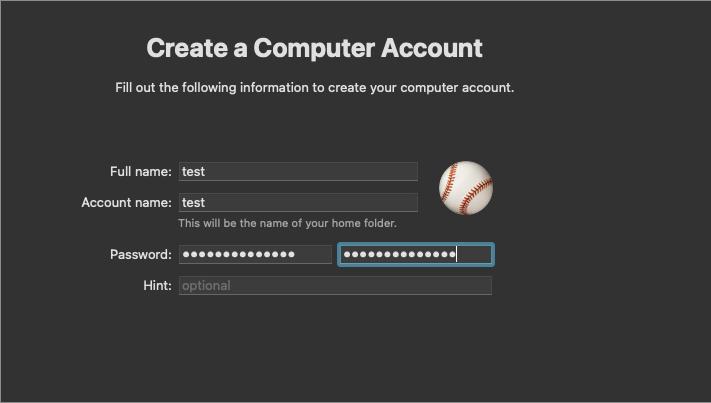 Create a Computer Account
Fill out the following information to create your computer account.
Full name: test
Account name: test
This will be the name of your home folder.
Password: •••••••••••••• ••••••••••••••
Hint: optional